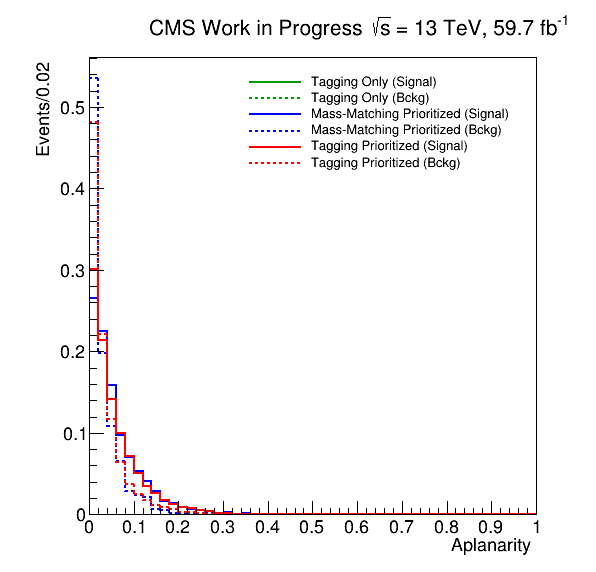 CMS Work in Progress √s = 13 TeV, 59.7 fb⁻¹
Events/0.02
Tagging Only (Signal)
Tagging Only (Bckg)
Mass-Matching Prioritized (Signal)
Mass-Matching Prioritized (Bckg)
Tagging Prioritized (Signal)
Tagging Prioritized (Bckg)
0.5
0.4
0.3
0.2
0.1
0
0 0.1 0.2 0.3 0.4 0.5 0.6 0.7 0.8 0.9 1
Aplanarity